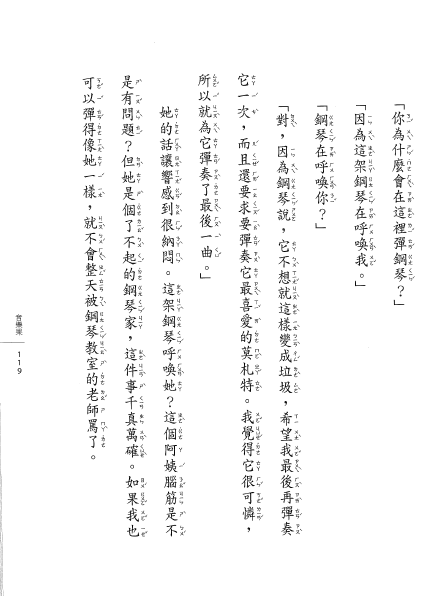 「你為什麼會在這裡彈鋼琴？」
「因為這架鋼琴在呼喚我。」
「鋼琴在呼喚你？」
「對，因為鋼琴說，它不想就這樣變成垃圾，希望我最後再彈奏
它一次，而且還要求要彈奏它最喜愛的莫札特。我覺得它很可憐，
所以就為它彈奏了最後一曲。」
她的話讓響感到很納悶。這架鋼琴呼喚她？這個阿姨腦筋是不
是有問題？但她是個了不起的鋼琴家，這件事千真萬確。如果我也
可以彈得像她一樣，就不會整天被鋼琴教室的老師罵了。
音樂果
119